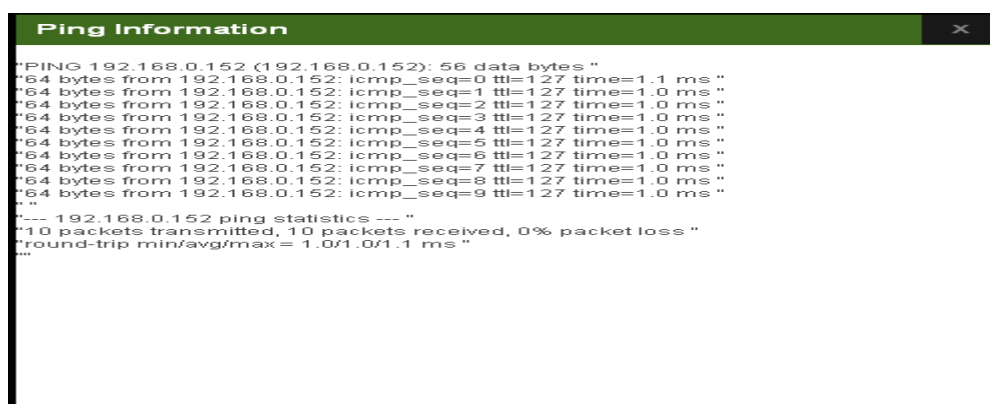 Ping Information
×
"PING 192.168.0.152 (192.168.0.152): 56 data bytes "
"64 bytes from 192.168.0.152: icmp_seq=0 ttl=127 time=1.1 ms "
"64 bytes from 192.168.0.152: icmp_seq=1 ttl=127 time=1.0 ms "
"64 bytes from 192.168.0.152: icmp_seq=2 ttl=127 time=1.0 ms "
"64 bytes from 192.168.0.152: icmp_seq=3 ttl=127 time=1.0 ms "
"64 bytes from 192.168.0.152: icmp_seq=4 ttl=127 time=1.0 ms "
"64 bytes from 192.168.0.152: icmp_seq=5 ttl=127 time=1.0 ms "
"64 bytes from 192.168.0.152: icmp_seq=6 ttl=127 time=1.0 ms "
"64 bytes from 192.168.0.152: icmp_seq=7 ttl=127 time=1.0 ms "
"64 bytes from 192.168.0.152: icmp_seq=8 ttl=127 time=1.0 ms "
"64 bytes from 192.168.0.152: icmp_seq=9 ttl=127 time=1.0 ms "
" "
"--- 192.168.0.152 ping statistics --- "
"10 packets transmitted, 10 packets received, 0% packet loss "
"round-trip min/avg/max = 1.0/1.0/1.1 ms "
""